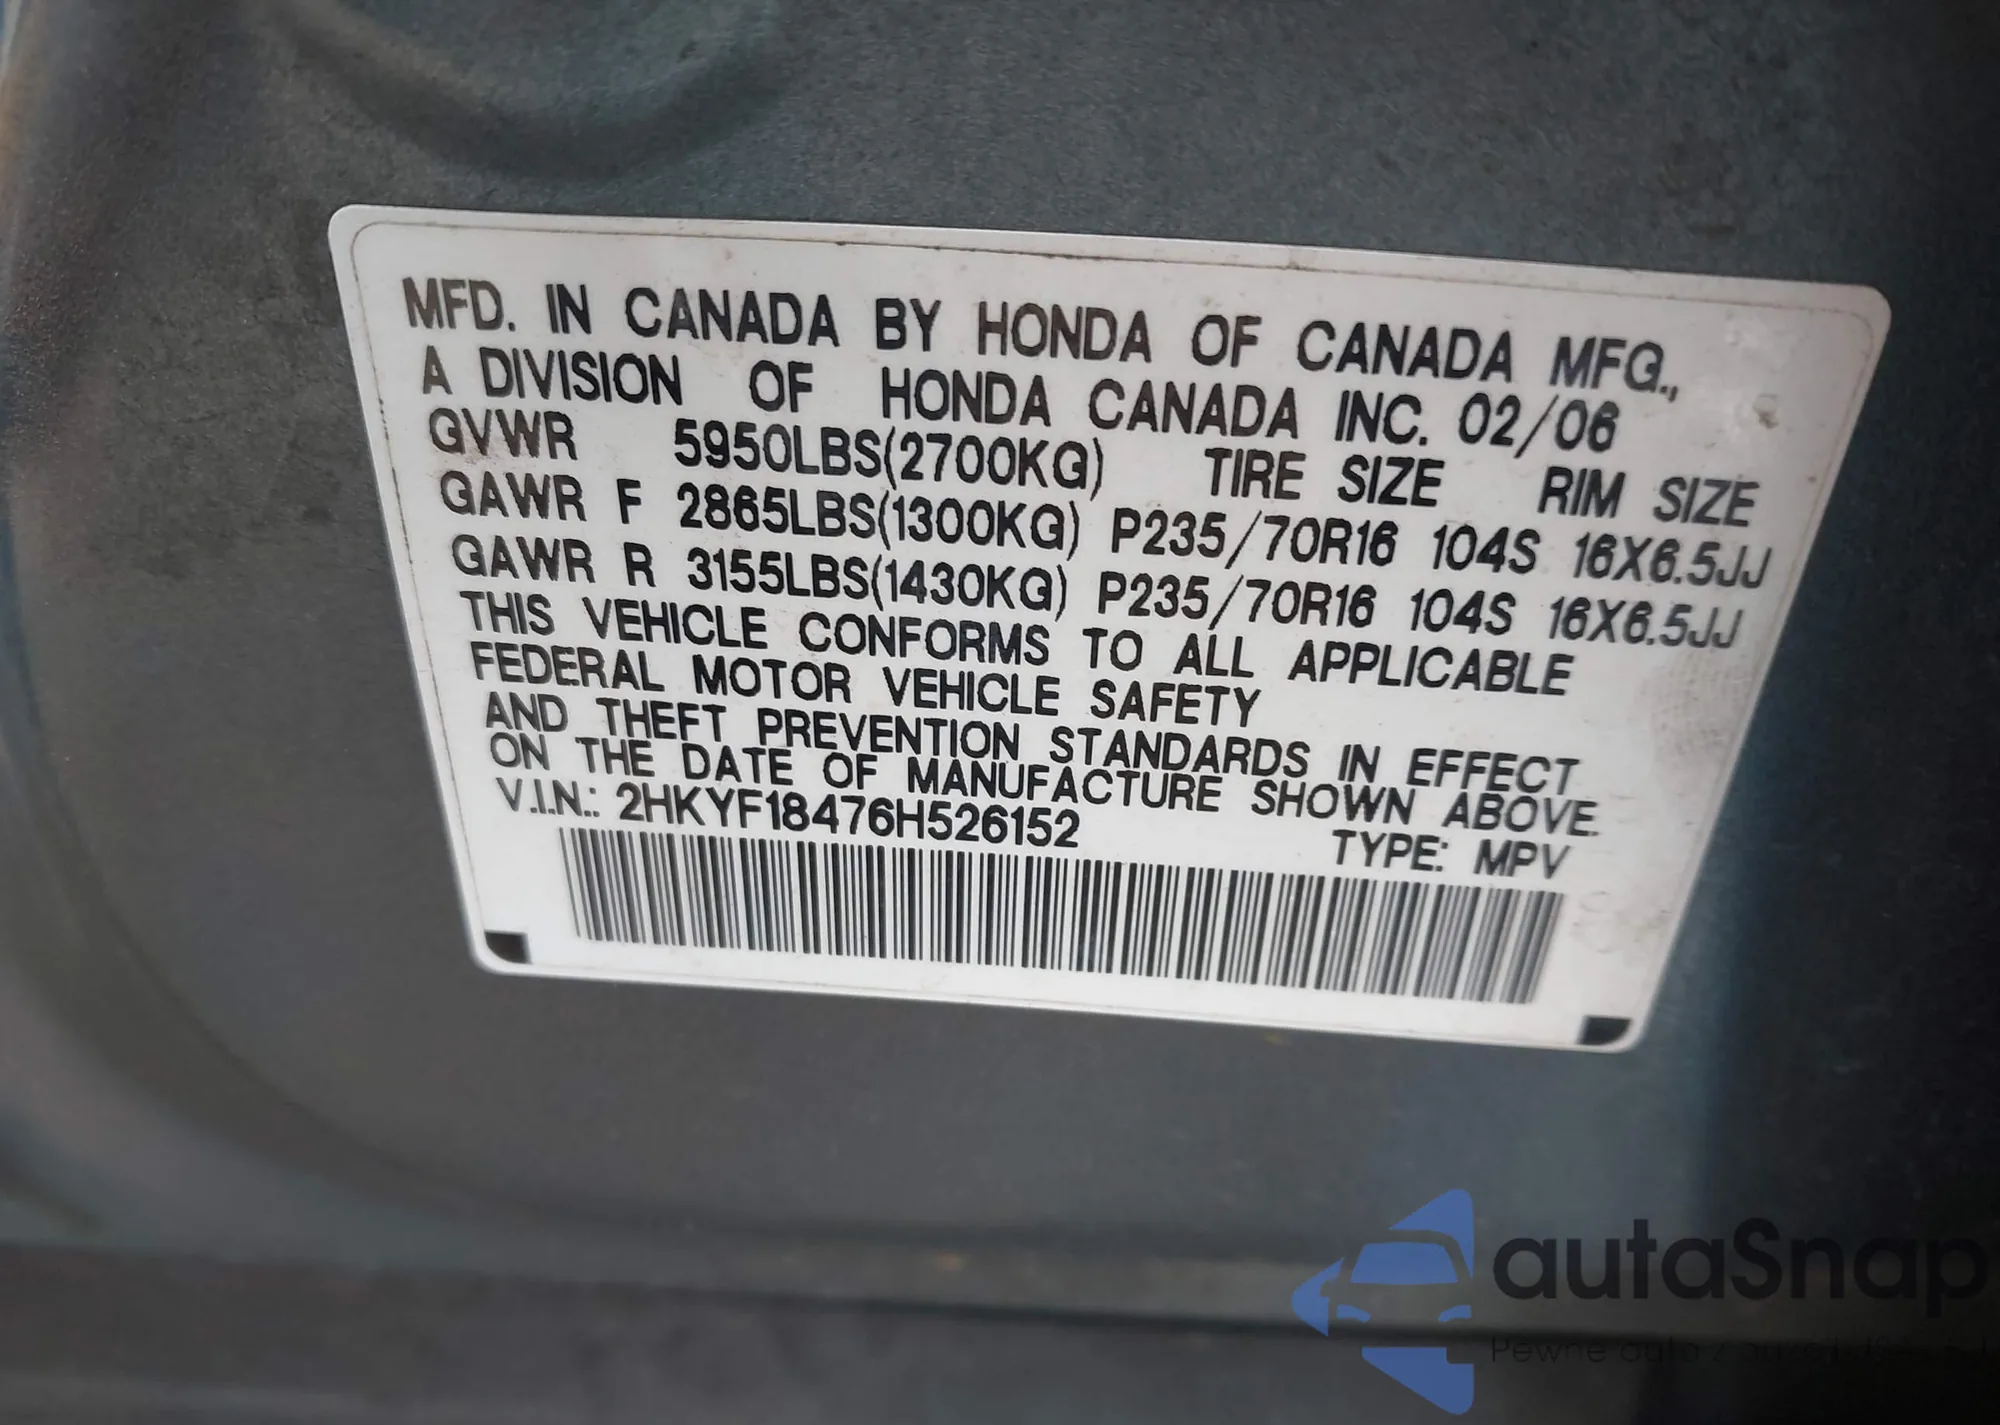 MFD. IN CANADA BY HONDA OF CANADA MFG.,
A DIVISION OF HONDA CANADA INC. 02/06
GVWR 5950LBS(2700KG) TIRE SIZE RIM SIZE
GAWR F 2865LBS(1300KG) P235/70R16 104S 16X6.5JJ
GAWR R 3155LBS(1430KG) P235/70R16 104S 16X6.5JJ
THIS VEHICLE CONFORMS TO ALL APPLICABLE
FEDERAL MOTOR VEHICLE SAFETY
AND THEFT PREVENTION STANDARDS IN EFFECT
ON THE DATE OF MANUFACTURE SHOWN ABOVE.
V.I.N.: 2HKYF18476H526152
TYPE: MPV
autaSnap
Pewne auta z